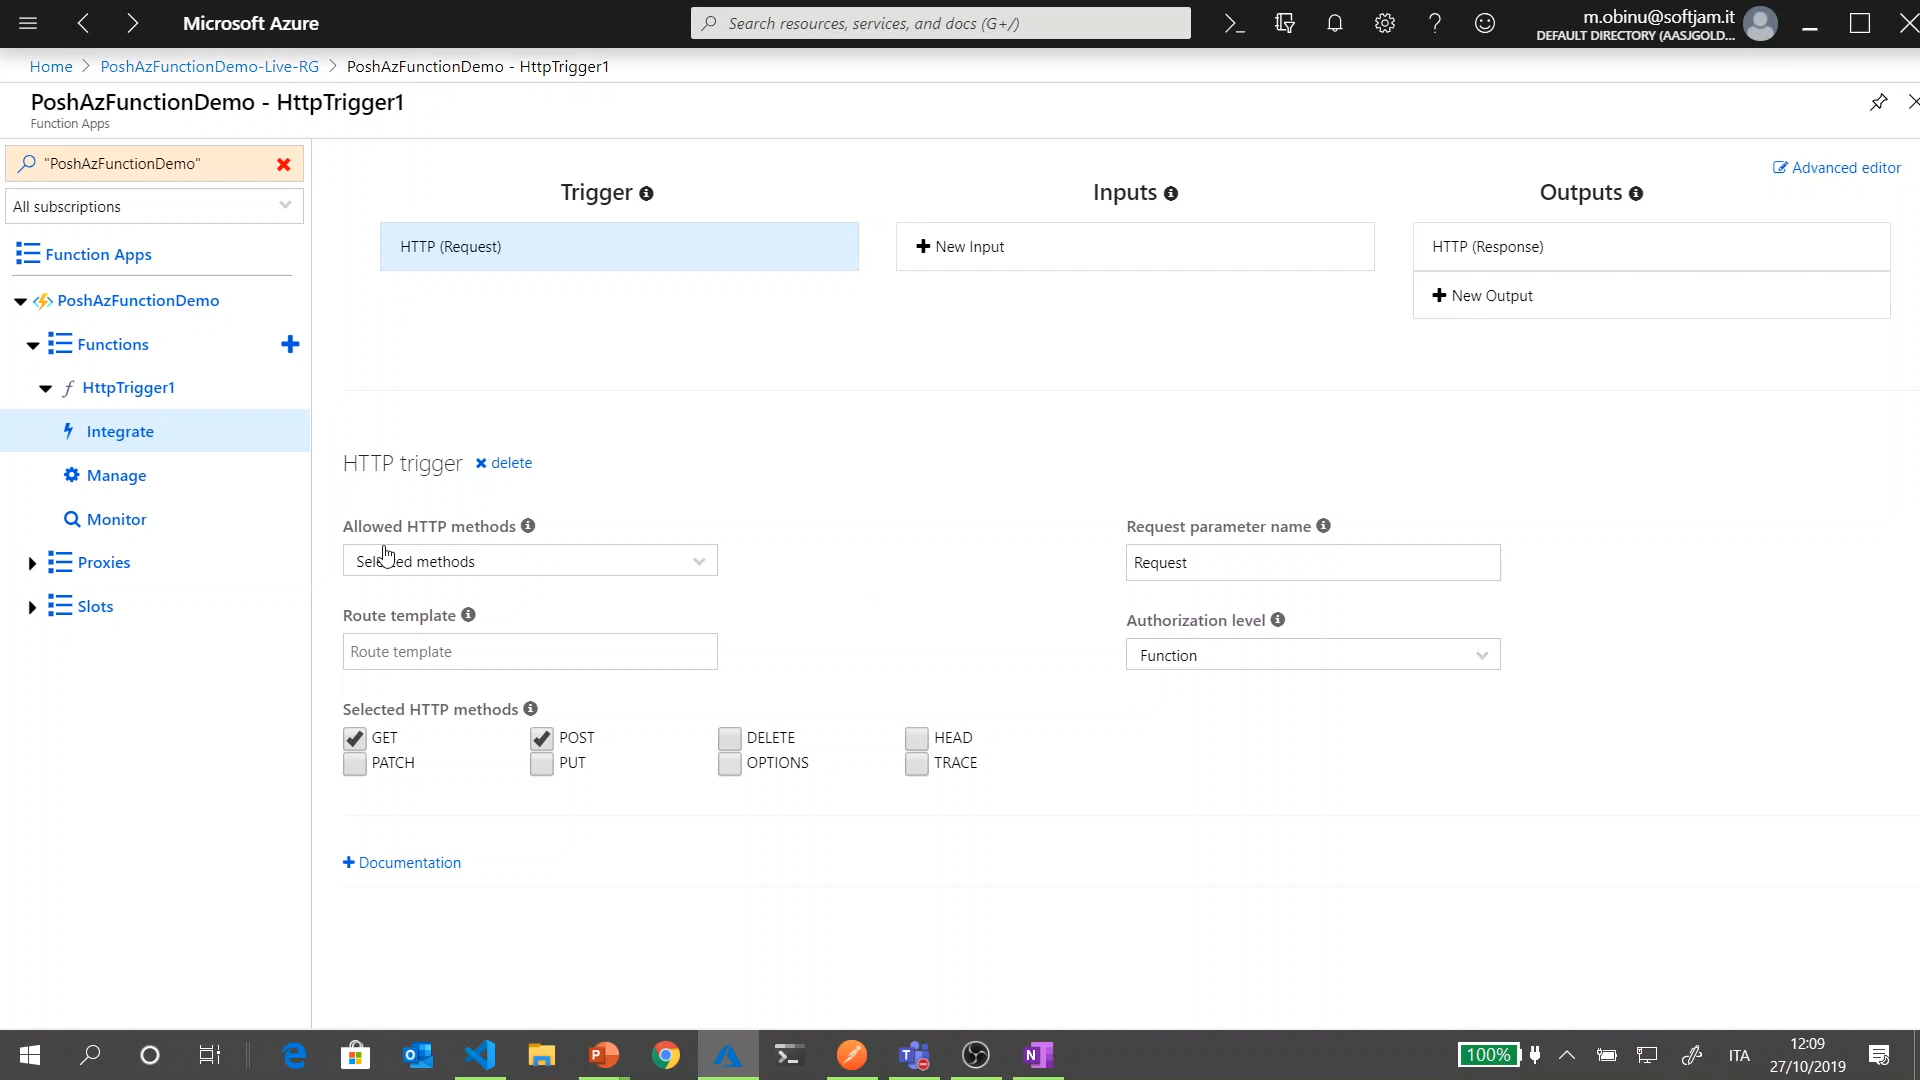 Microsoft Azure
Search resources, services, and docs (G+/)
m.obinu@softjam.it
DEFAULT DIRECTORY (AASJGOLD...
Home > PoshAzFunctionDemo-Live-RG > PoshAzFunctionDemo - HttpTrigger1
PoshAzFunctionDemo - HttpTrigger1
Function Apps
"PoshAzFunctionDemo"
All subscriptions
Function Apps
PoshAzFunctionDemo
Functions
HttpTrigger1
Integrate
Manage
Monitor
Proxies
Slots
Advanced editor
Trigger
Inputs
Outputs
HTTP (Request)
New Input
HTTP (Response)
New Output
HTTP trigger
delete
Allowed HTTP methods
Selected methods
Request parameter name
Request
Route template
Route template
Authorization level
Function
Selected HTTP methods
GET
POST
DELETE
HEAD
PATCH
PUT
OPTIONS
TRACE
Documentation
100%
ITA
12:09
27/10/2019